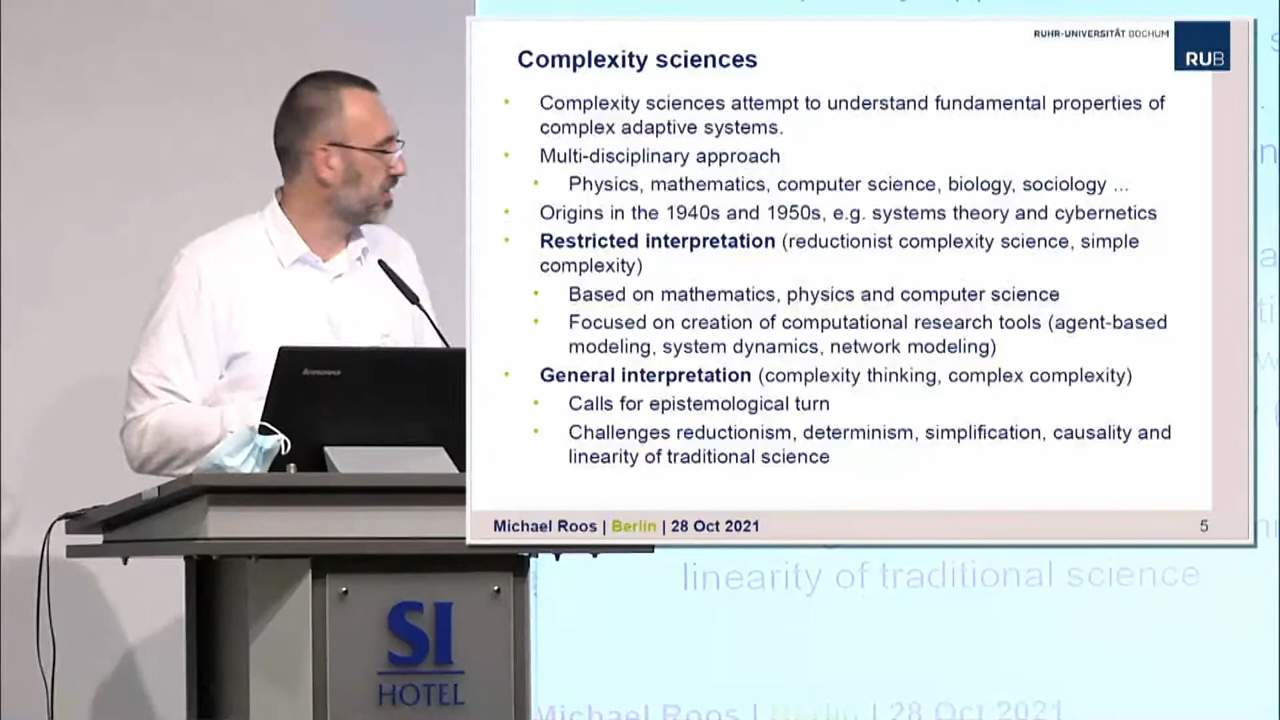 RUHR-UNIVERSITÄT BOCHUM
RUB
Complexity sciences
• Complexity sciences attempt to understand fundamental properties of
complex adaptive systems.
• Multi-disciplinary approach
• Physics, mathematics, computer science, biology, sociology ...
• Origins in the 1940s and 1950s, e.g. systems theory and cybernetics
• Restricted interpretation (reductionist complexity science, simple
complexity)
• Based on mathematics, physics and computer science
• Focused on creation of computational research tools (agent-based
modeling, system dynamics, network modeling)
• General interpretation (complexity thinking, complex complexity)
• Calls for epistemological turn
• Challenges reductionism, determinism, simplification, causality and
linearity of traditional science
Michael Roos | Berlin | 28 Oct 2021
5
lenovo
linearity of traditional science
SI
HOTEL
Michael Roos | Berlin | 28 Oct 2021